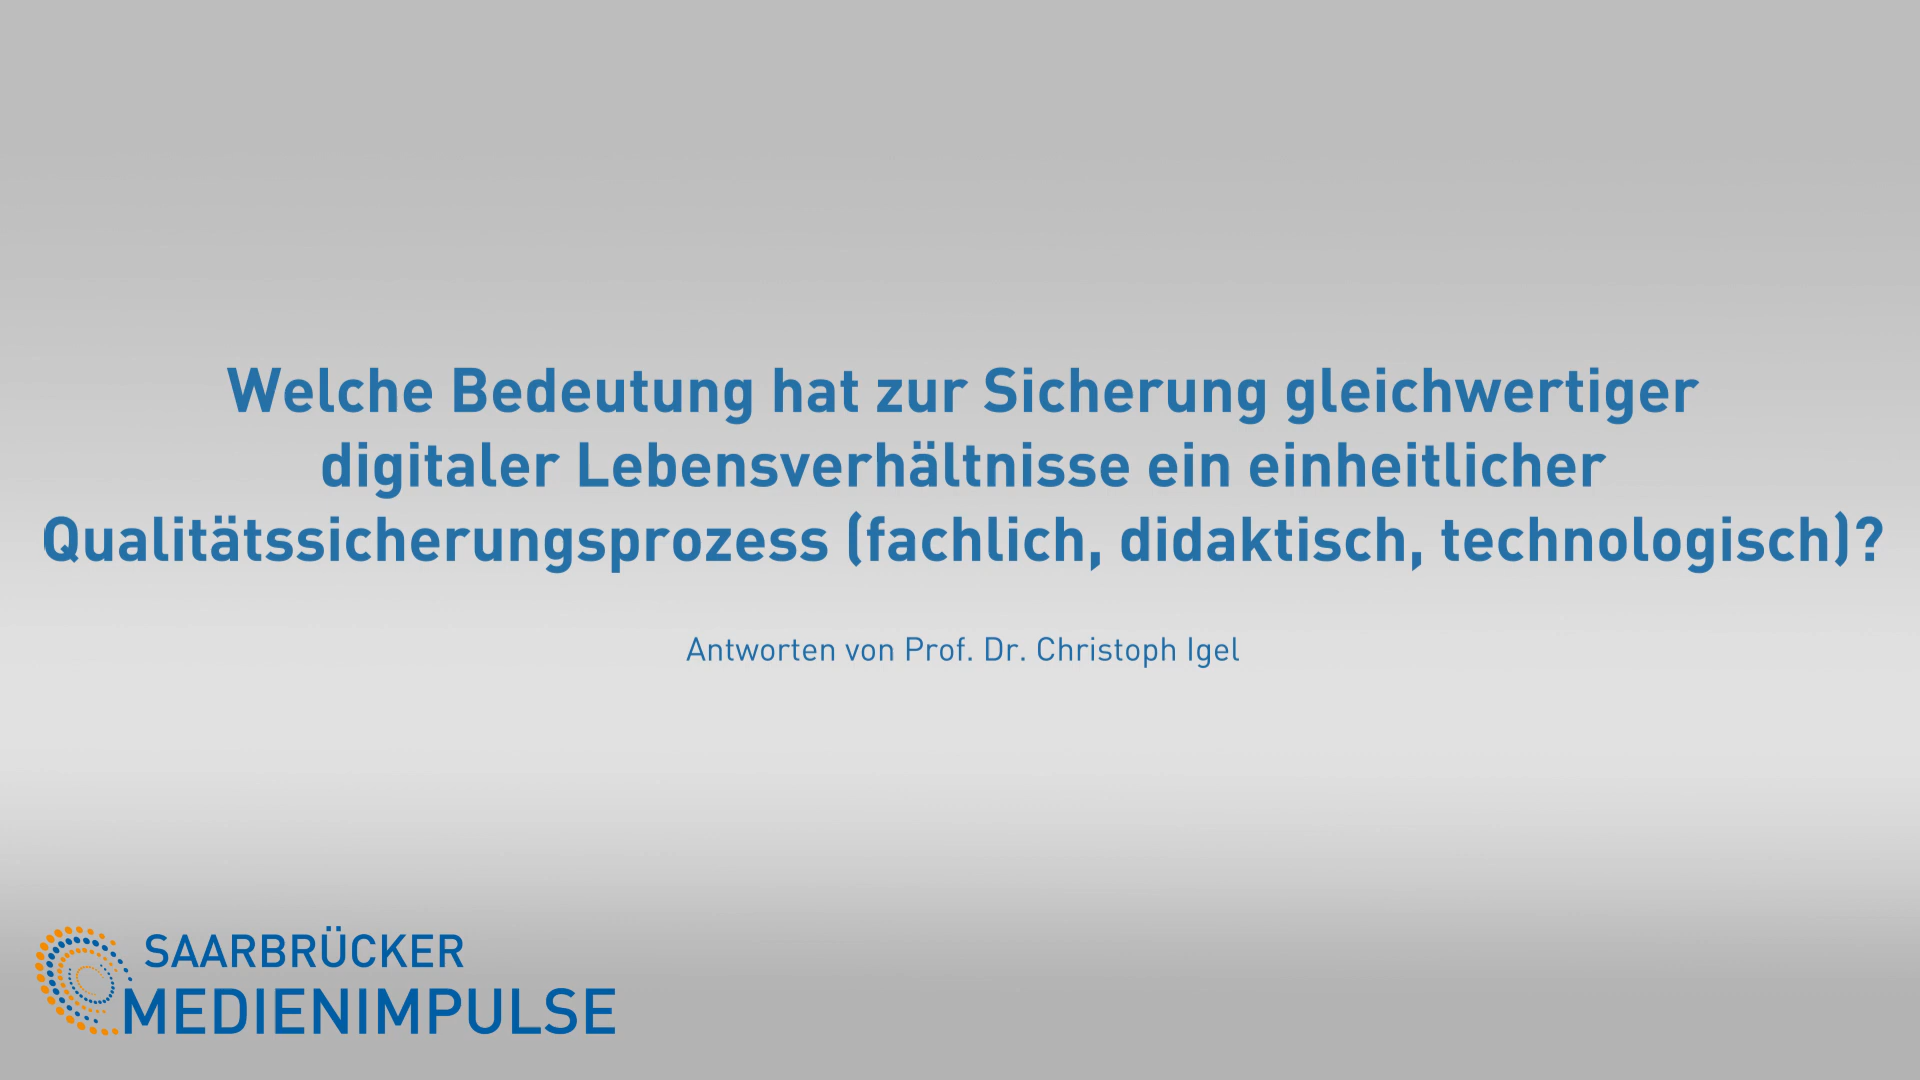 Welche Bedeutung hat zur Sicherung gleichwertiger
digitaler Lebensverhältnisse ein einheitlicher
Qualitätssicherungsprozess (fachlich, didaktisch, technologisch)?
Antworten von Prof. Dr. Christoph Igel
SAARBRÜCKER
MEDIENIMPULSE